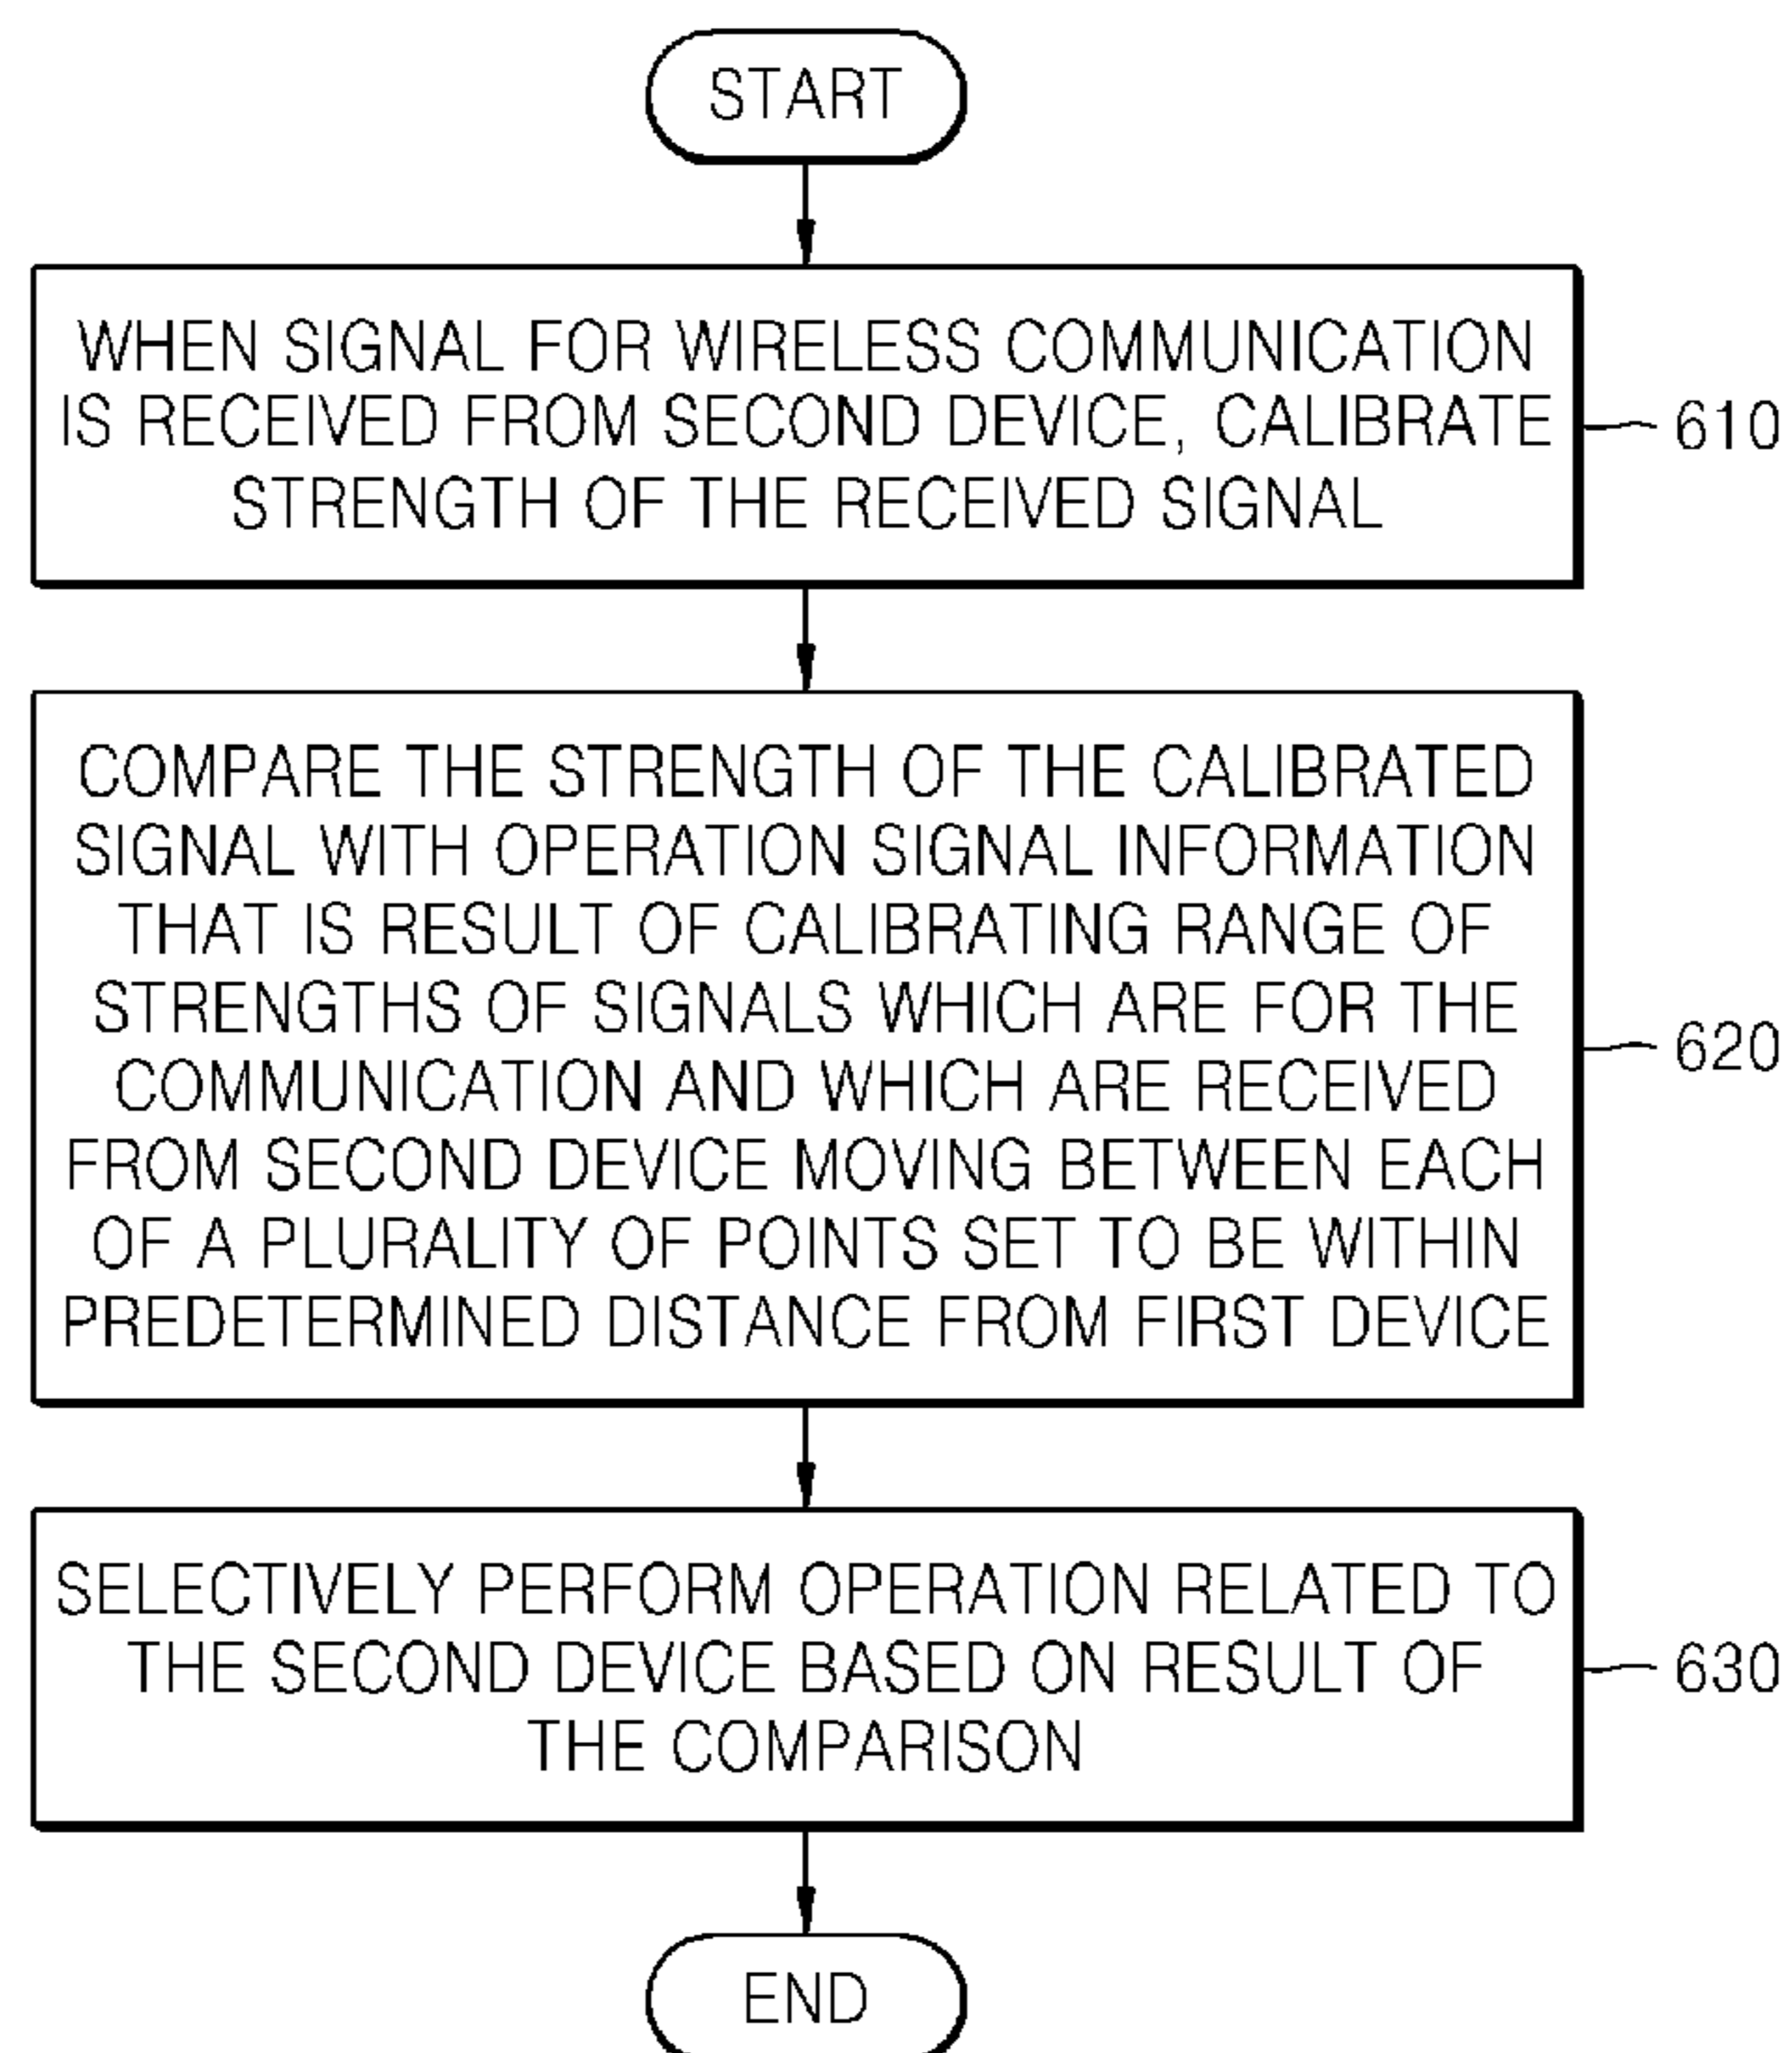 START
WHEN SIGNAL FOR WIRELESS COMMUNICATION
IS RECEIVED FROM SECOND DEVICE, CALIBRATE
STRENGTH OF THE RECEIVED SIGNAL
610
COMPARE THE STRENGTH OF THE CALIBRATED
SIGNAL WITH OPERATION SIGNAL INFORMATION
THAT IS RESULT OF CALIBRATING RANGE OF
STRENGTHS OF SIGNALS WHICH ARE FOR THE
COMMUNICATION AND WHICH ARE RECEIVED
FROM SECOND DEVICE MOVING BETWEEN EACH
OF A PLURALITY OF POINTS SET TO BE WITHIN
PREDETERMINED DISTANCE FROM FIRST DEVICE
620
SELECTIVELY PERFORM OPERATION RELATED TO
THE SECOND DEVICE BASED ON RESULT OF
THE COMPARISON
630
END